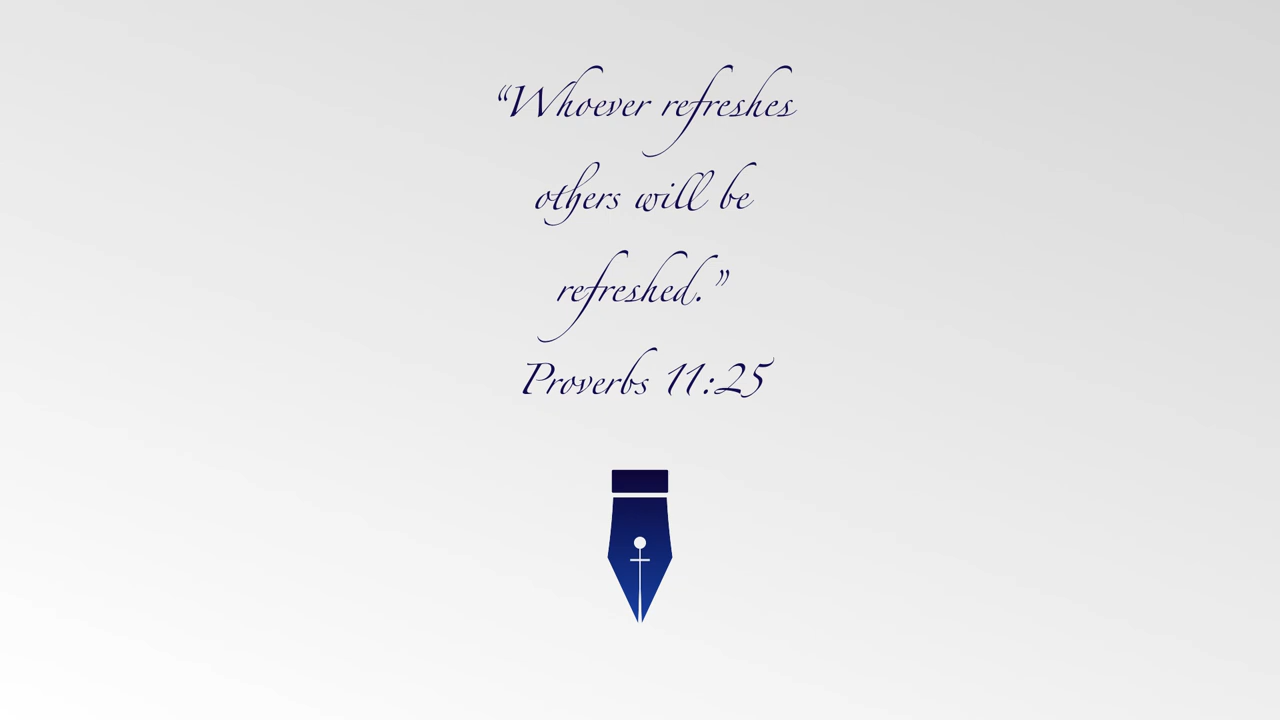 “Whoever refreshes
others will be
refreshed.”
Proverbs 11:25